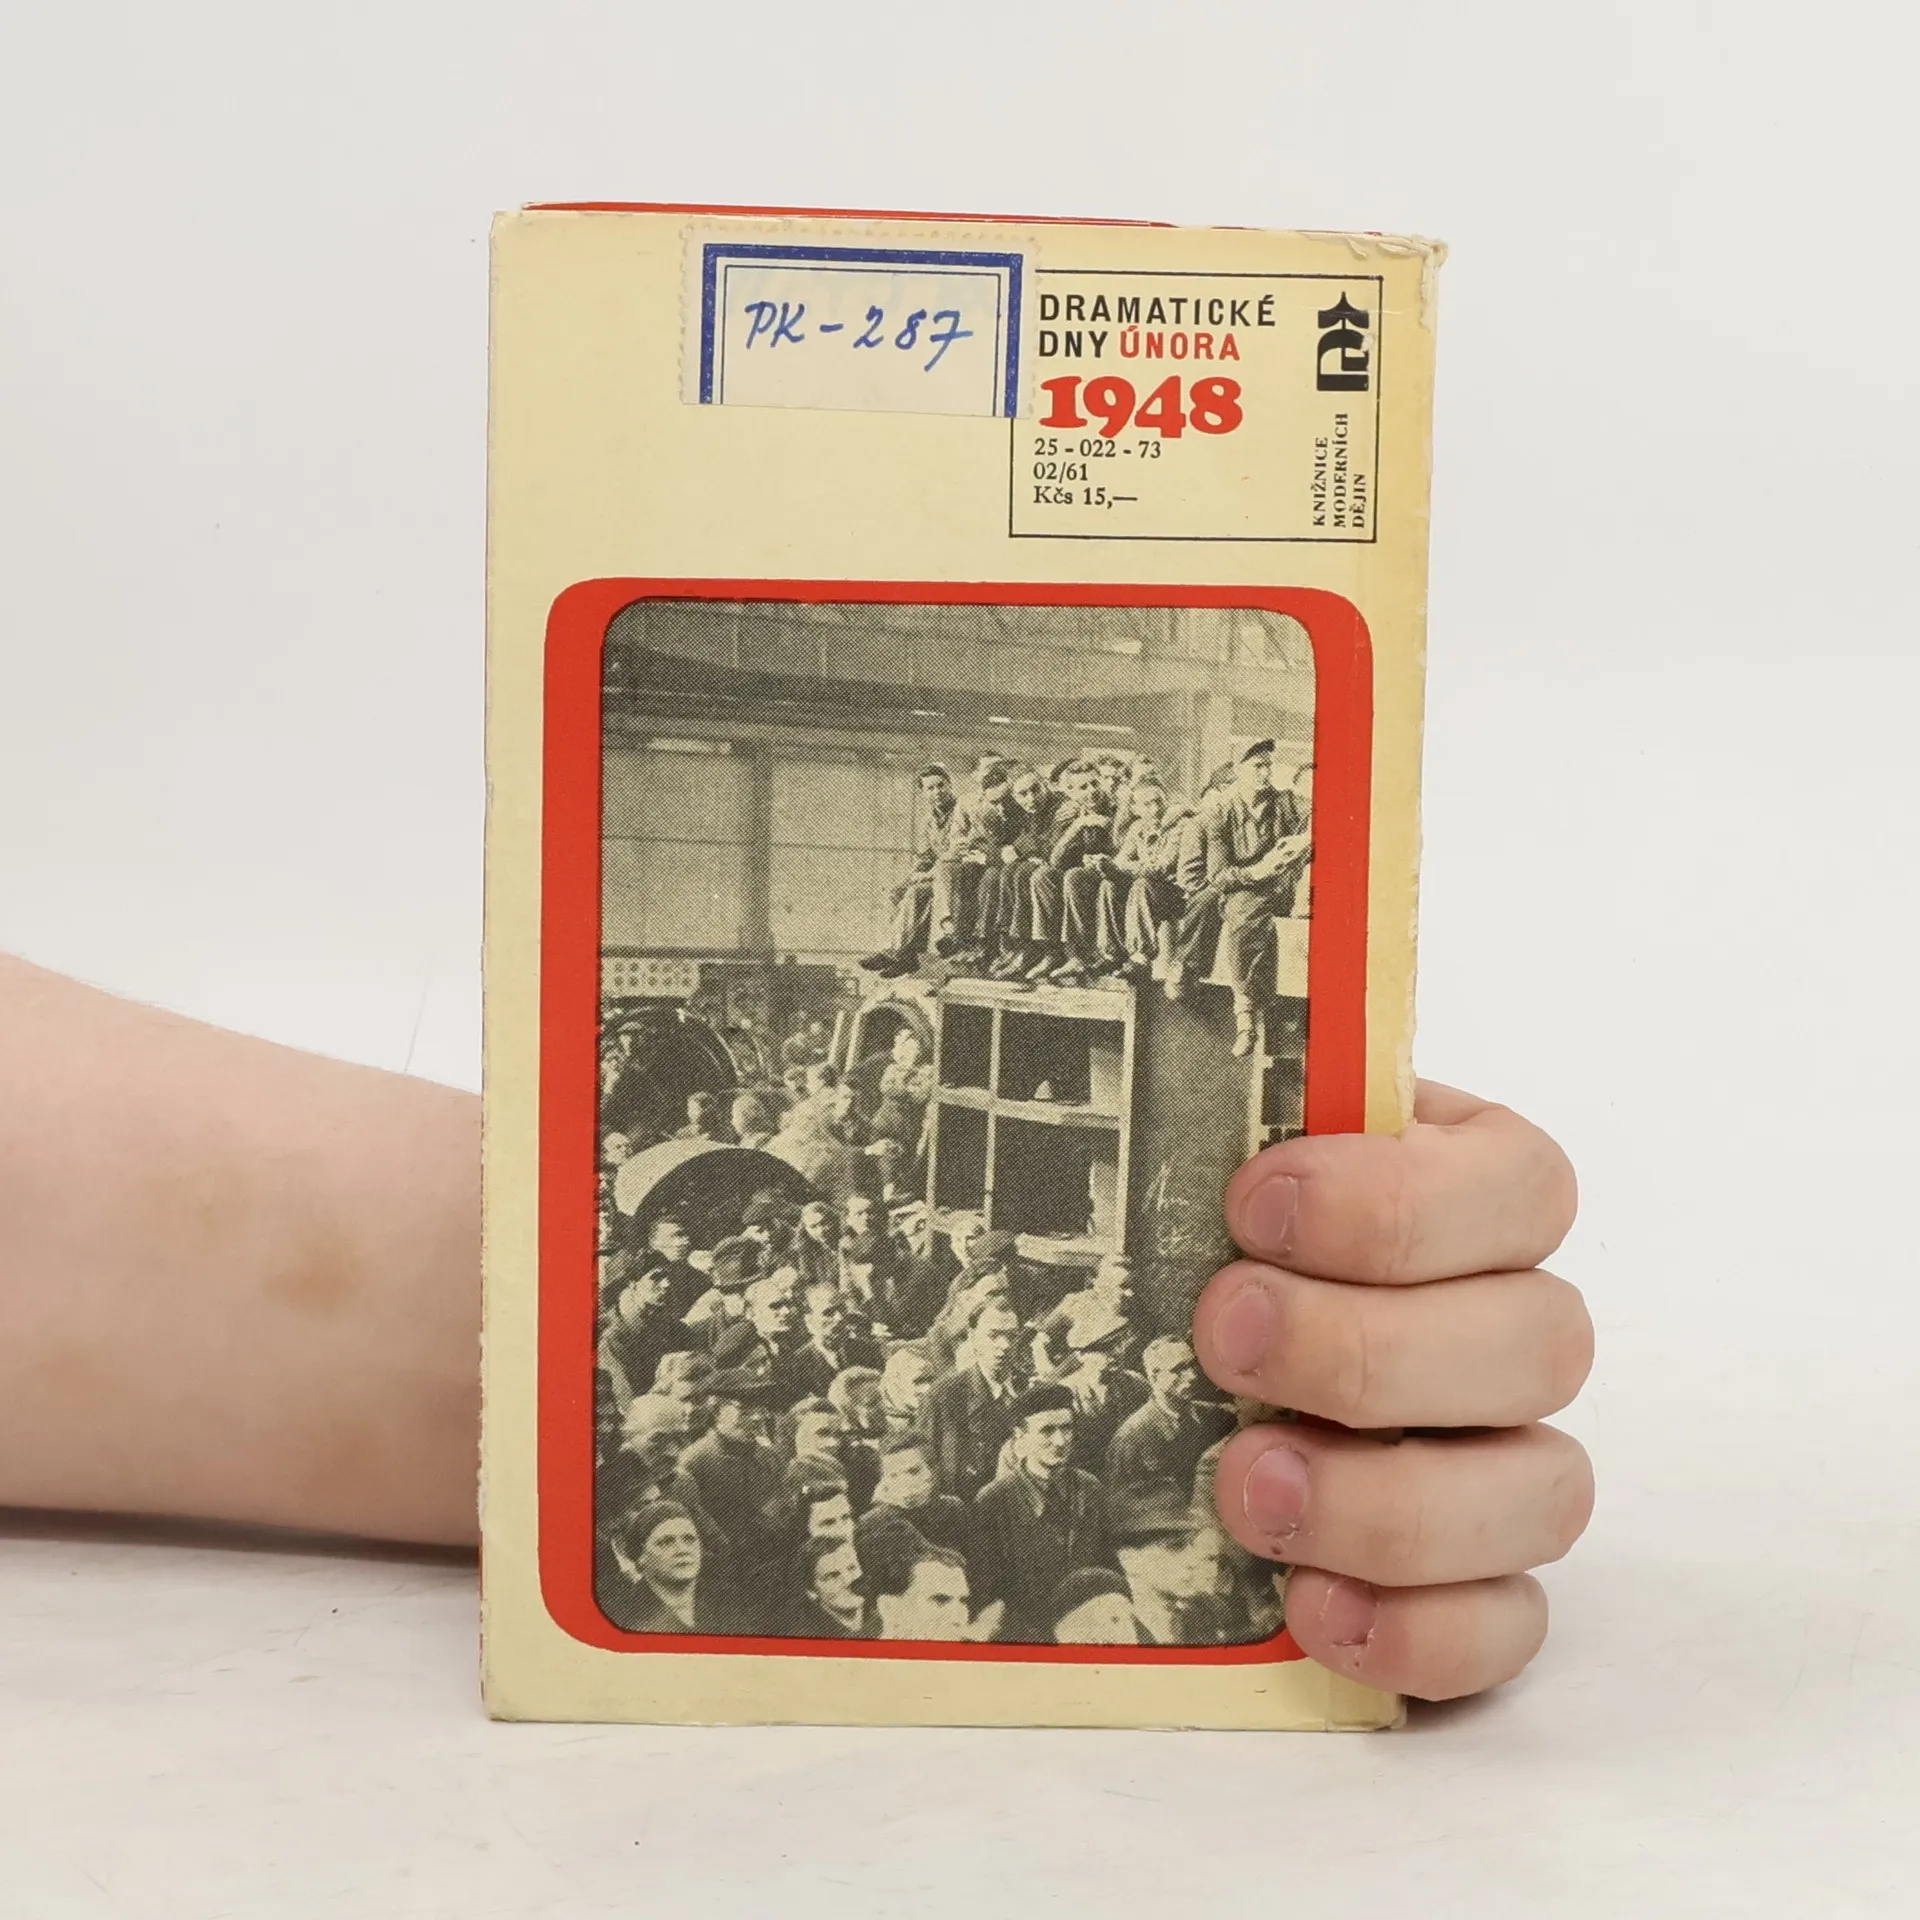 PK-287
DRAMATICKÉ
DNY ÚNORA
1948
25 - 022 - 73
02/61
Kčs 15,—
KNIŽNICE
MODERNÍCH
DĚJIN